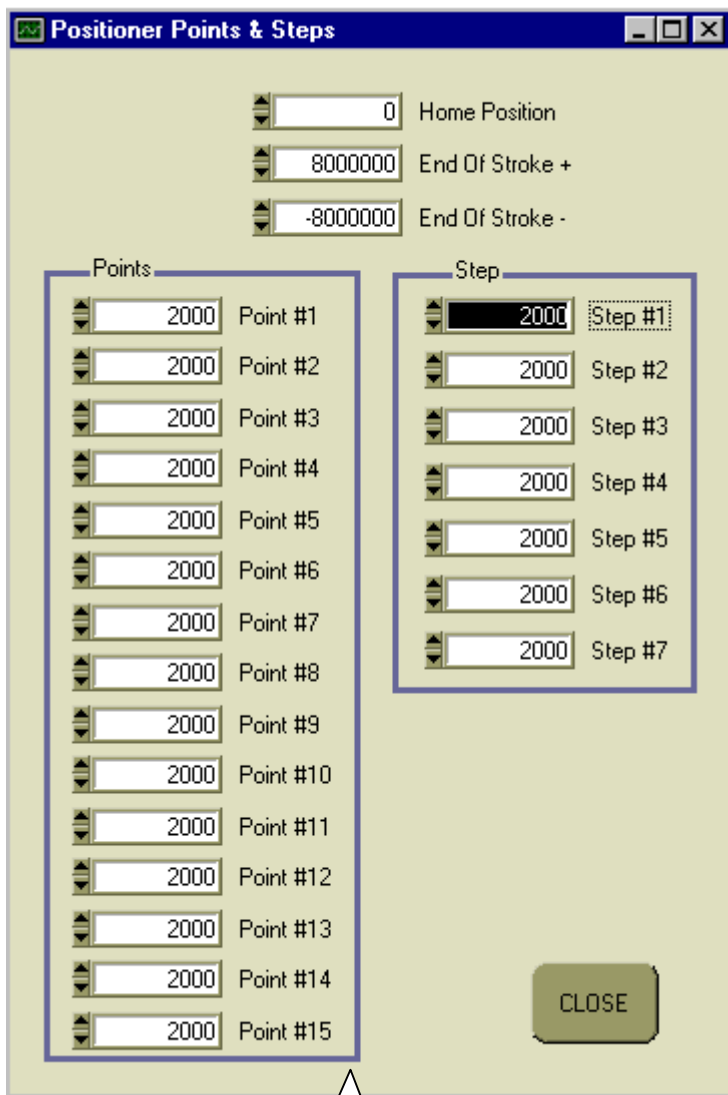 Positioner Points & Steps
0 Home Position
8000000 End Of Stroke +
-8000000 End Of Stroke -
Points
2000 Point #1
2000 Point #2
2000 Point #3
2000 Point #4
2000 Point #5
2000 Point #6
2000 Point #7
2000 Point #8
2000 Point #9
2000 Point #10
2000 Point #11
2000 Point #12
2000 Point #13
2000 Point #14
2000 Point #15
Step
2000 Step #1
2000 Step #2
2000 Step #3
2000 Step #4
2000 Step #5
2000 Step #6
2000 Step #7
CLOSE